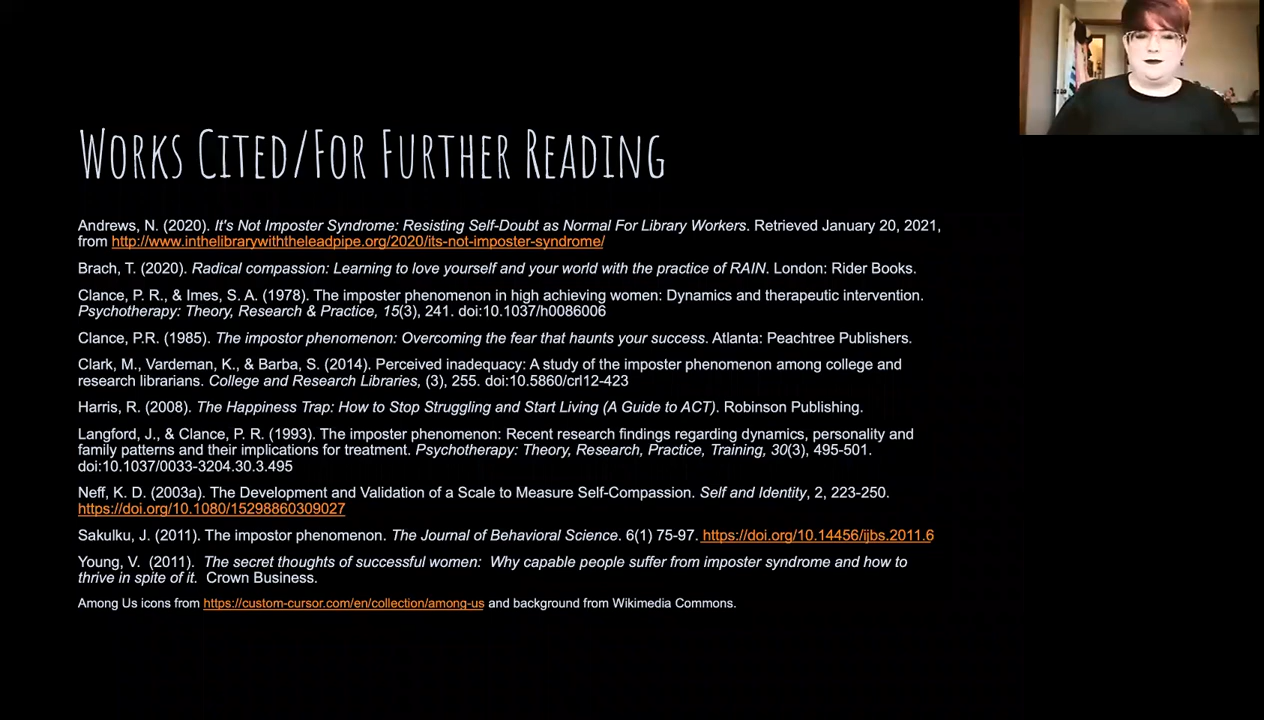 Works Cited/For Further Reading
Andrews, N. (2020). It's Not Imposter Syndrome: Resisting Self-Doubt as Normal For Library Workers. Retrieved January 20, 2021,
from http://www.inthelibrarywiththeleadpipe.org/2020/its-not-imposter-syndrome/
Brach, T. (2020). Radical compassion: Learning to love yourself and your world with the practice of RAIN. London: Rider Books.
Clance, P. R., & Imes, S. A. (1978). The imposter phenomenon in high achieving women: Dynamics and therapeutic intervention.
Psychotherapy: Theory, Research & Practice, 15(3), 241. doi:10.1037/h0086006
Clance, P.R. (1985). The impostor phenomenon: Overcoming the fear that haunts your success. Atlanta: Peachtree Publishers.
Clark, M., Vardeman, K., & Barba, S. (2014). Perceived inadequacy: A study of the imposter phenomenon among college and
research librarians. College and Research Libraries, (3), 255. doi:10.5860/crl12-423
Harris, R. (2008). The Happiness Trap: How to Stop Struggling and Start Living (A Guide to ACT). Robinson Publishing.
Langford, J., & Clance, P. R. (1993). The imposter phenomenon: Recent research findings regarding dynamics, personality and
family patterns and their implications for treatment. Psychotherapy: Theory, Research, Practice, Training, 30(3), 495-501.
doi:10.1037/0033-3204.30.3.495
Neff, K. D. (2003a). The Development and Validation of a Scale to Measure Self-Compassion. Self and Identity, 2, 223-250.
https://doi.org/10.1080/15298860309027
Sakulku, J. (2011). The impostor phenomenon. The Journal of Behavioral Science. 6(1) 75-97. https://doi.org/10.14456/ijbs.2011.6
Young, V. (2011). The secret thoughts of successful women: Why capable people suffer from imposter syndrome and how to
thrive in spite of it. Crown Business.
Among Us icons from https://custom-cursor.com/en/collection/among-us and background from Wikimedia Commons.